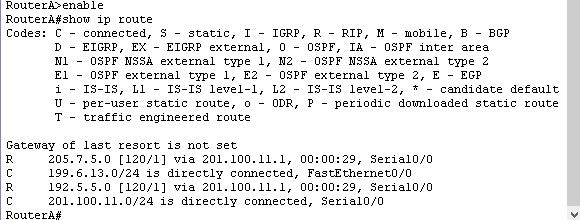 RouterA>enable
RouterA#show ip route
Codes: C - connected, S - static, I - IGRP, R - RIP, M - mobile, B - BGP
D - EIGRP, EX - EIGRP external, O - OSPF, IA - OSPF inter area
N1 - OSPF NSSA external type 1, N2 - OSPF NSSA external type 2
E1 - OSPF external type 1, E2 - OSPF external type 2, E - EGP
i - IS-IS, L1 - IS-IS level-1, L2 - IS-IS level-2, * - candidate default
U - per-user static route, o - ODR, P - periodic downloaded static route
T - traffic engineered route
Gateway of last resort is not set
R 205.7.5.0 [120/1] via 201.100.11.1, 00:00:29, Serial0/0
C 199.6.13.0/24 is directly connected, FastEthernet0/0
R 192.5.5.0 [120/1] via 201.100.11.1, 00:00:29, Serial0/0
C 201.100.11.0/24 is directly connected, Serial0/0
RouterA#